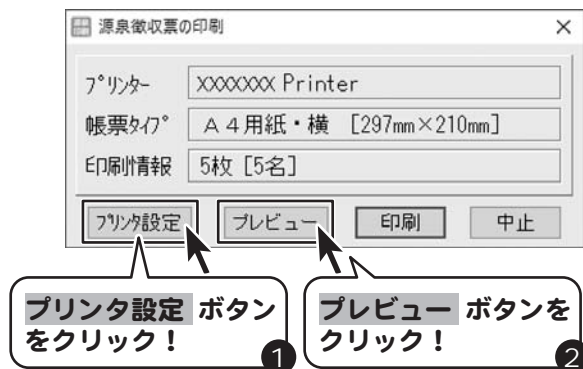 源泉徴収票の印刷
プリンター XXXXXXX Printer
帳票タイプ A4用紙・横 [297mm×210mm]
印刷情報 5枚 [5名]
プリンタ設定 プレビュー 印刷 中止
プリンタ設定 ボタン
をクリック!
1
プレビュー ボタンを
クリック!
2